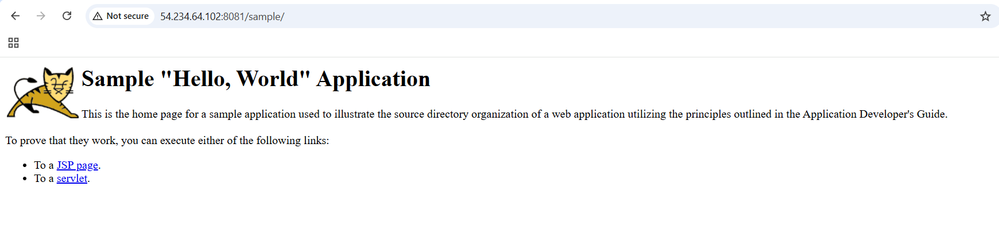 Not secure 54.234.64.102:8081/sample/
Sample "Hello, World" Application
This is the home page for a sample application used to illustrate the source directory organization of a web application utilizing the principles outlined in the Application Developer's Guide.
To prove that they work, you can execute either of the following links:
To a JSP page.
To a servlet.